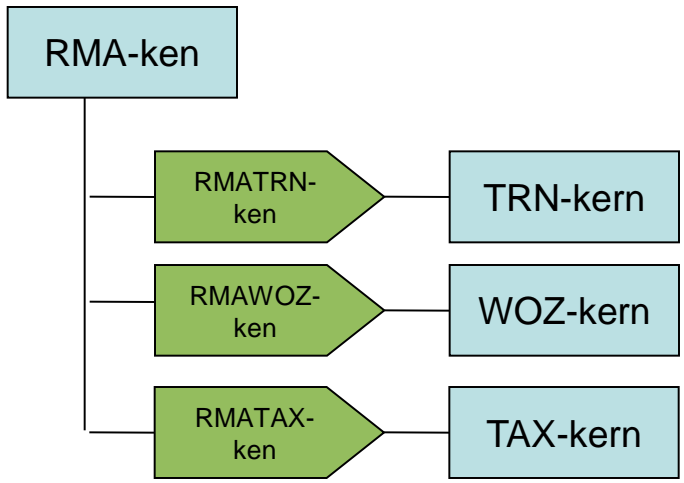 RMA-ken
RMATRN-
ken
TRN-kern
RMAWOZ-
ken
WOZ-kern
RMATAX-
ken
TAX-kern